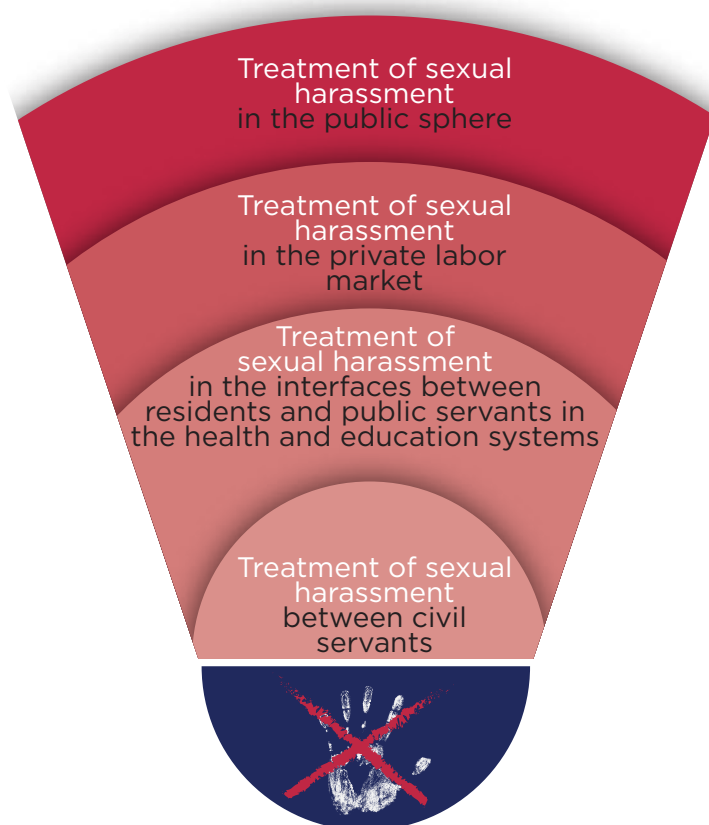 Treatment of sexual
harassment
in the public sphere
Treatment of sexual
harassment
in the private labor
market
Treatment of
sexual harassment
in the interfaces between
residents and public servants in
the health and education systems
Treatment of sexual
harassment
between civil
servants